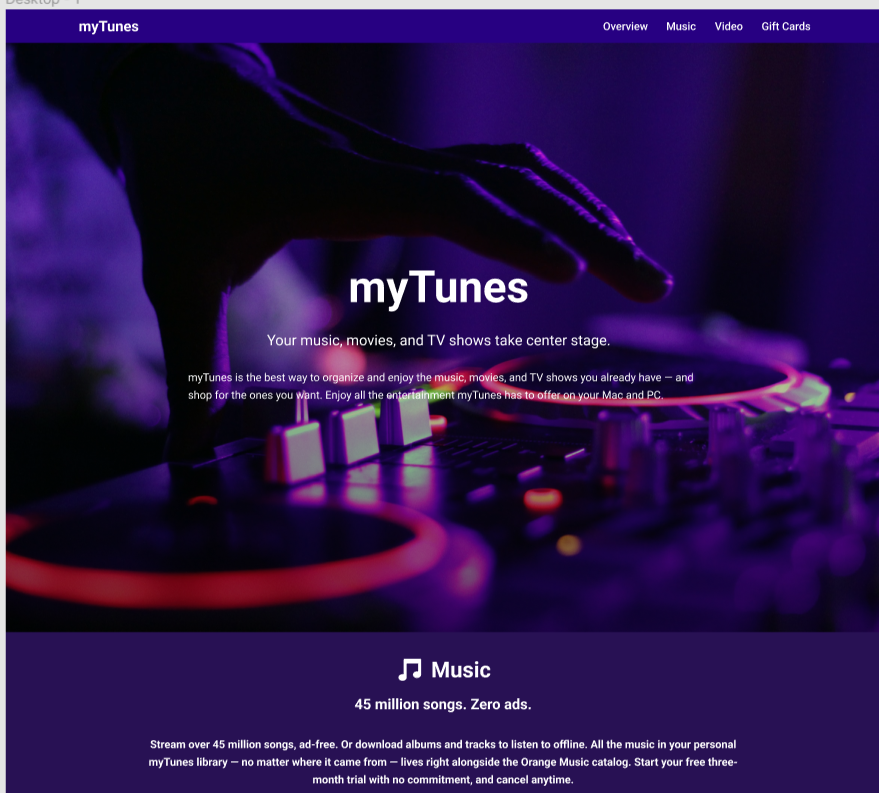 Desktop - 1
myTunes
Overview Music Video Gift Cards
myTunes
Your music, movies, and TV shows take center stage.
myTunes is the best way to organize and enjoy the music, movies, and TV shows you already have — and
shop for the ones you want. Enjoy all the entertainment myTunes has to offer on your Mac and PC.
Music
45 million songs. Zero ads.
Stream over 45 million songs, ad-free. Or download albums and tracks to listen to offline. All the music in your personal
myTunes library — no matter where it came from — lives right alongside the Orange Music catalog. Start your free three-
month trial with no commitment, and cancel anytime.